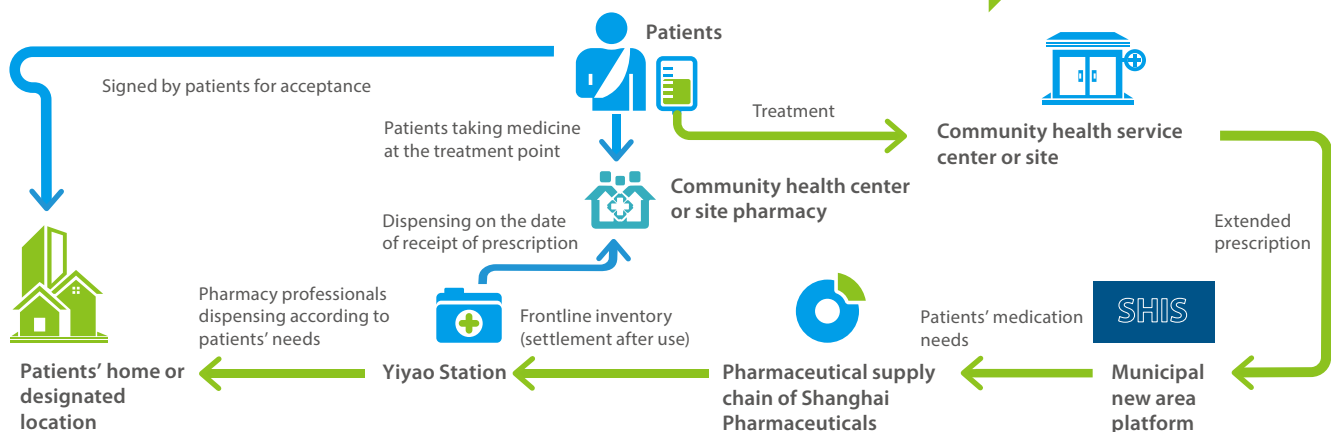 Patients
Signed by patients for acceptance
Patients taking medicine
at the treatment point
Treatment
Community health service
center or site
Community health center
or site pharmacy
Dispensing on the date
of receipt of prescription
Extended
prescription
Pharmacy professionals
dispensing according to
patients’ needs
Frontline inventory
(settlement after use)
Patients’ medication
needs
SHIS
Patients’ home or
designated
location
Yiyao Station
Pharmaceutical supply
chain of Shanghai
Pharmaceuticals
Municipal
new area
platform